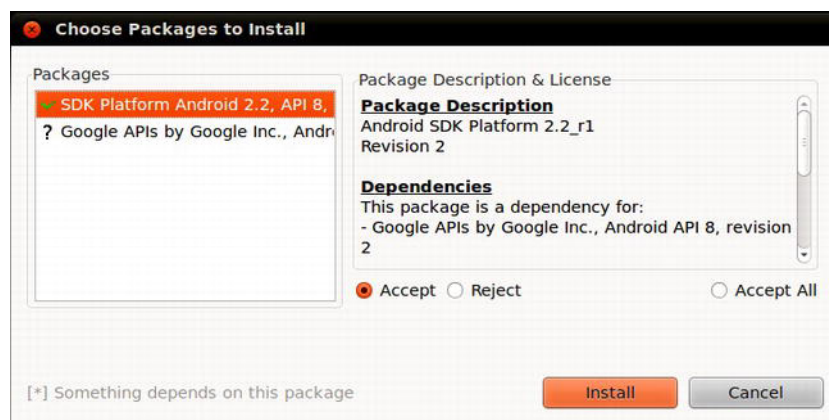 Choose Packages to Install
Packages
SDK Platform Android 2.2, API 8,
? Google APIs by Google Inc., Andr
Package Description & License
Package Description
Android SDK Platform 2.2_r1
Revision 2
Dependencies
This package is a dependency for:
- Google APIs by Google Inc., Android API 8, revision
2
Accept Reject Accept All
[*] Something depends on this package
Install Cancel